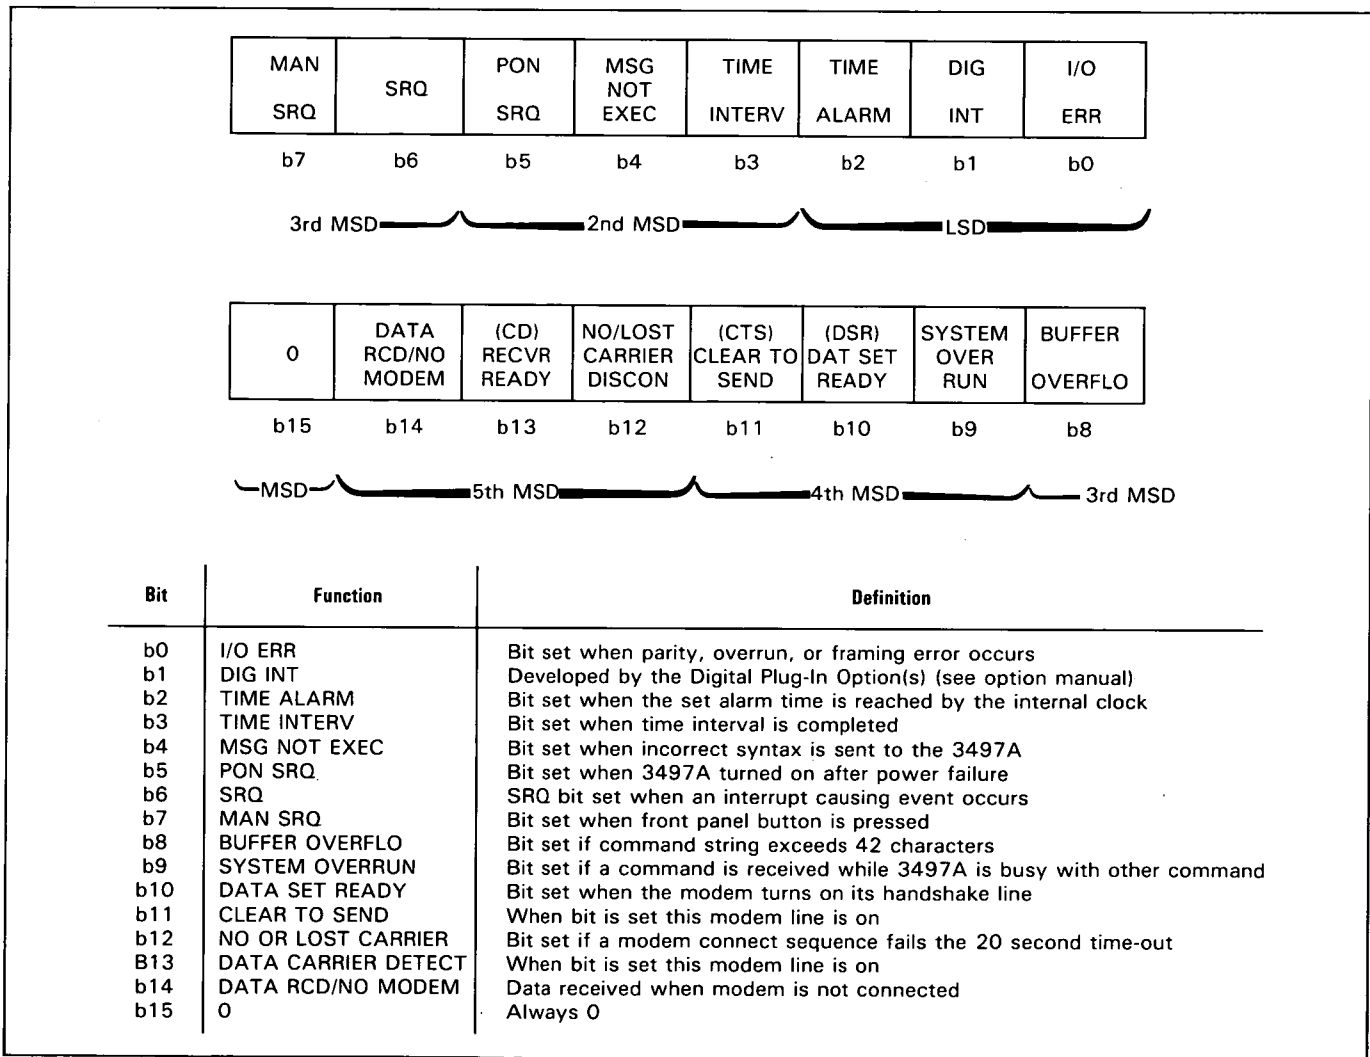 MAN SRQ PON MSG TIME TIME DIG I/O
SRQ SRQ NOT EXEC INTERV ALARM INT ERR
b7 b6 b5 b4 b3 b2 b1 b0
3rd MSD 2nd MSD LSD
0 DATA RCD/NO MODEM (CD) RECVR READY NO/LOST CARRIER DISCON (CTS) CLEAR TO SEND (DSR) DAT SET READY SYSTEM OVER RUN BUFFER OVERFLO
b15 b14 b13 b12 b11 b10 b9 b8
MSD 5th MSD 4th MSD 3rd MSD
Bit Function Definition
b0 I/O ERR Bit set when parity, overrun, or framing error occurs
b1 DIG INT Developed by the Digital Plug-In Option(s) (see option manual)
b2 TIME ALARM Bit set when the set alarm time is reached by the internal clock
b3 TIME INTERV Bit set when time interval is completed
b4 MSG NOT EXEC Bit set when incorrect syntax is sent to the 3497A
b5 PON SRQ Bit set when 3497A turned on after power failure
b6 SRQ SRQ bit set when an interrupt causing event occurs
b7 MAN SRQ Bit set when front panel button is pressed
b8 BUFFER OVERFLO Bit set if command string exceeds 42 characters
b9 SYSTEM OVERRUN Bit set if a command is received while 3497A is busy with other command
b10 DATA SET READY Bit set when the modem turns on its handshake line
b11 CLEAR TO SEND When bit is set this modem line is on
b12 NO OR LOST CARRIER Bit set if a modem connect sequence fails the 20 second time-out
B13 DATA CARRIER DETECT When bit is set this modem line is on
b14 DATA RCD/NO MODEM Data received when modem is not connected
b15 0 Always 0